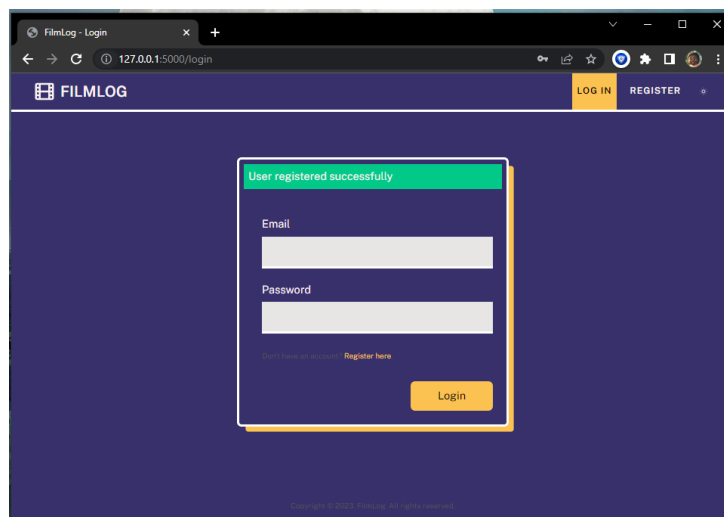 FilmLog - Login
127.0.0.1:5000/login
FILMLOG
LOG IN
REGISTER
User registered successfully
Email
Password
Don't have an account? Register here
Login
Copyright © 2023. FilmLog. All rights reserved.